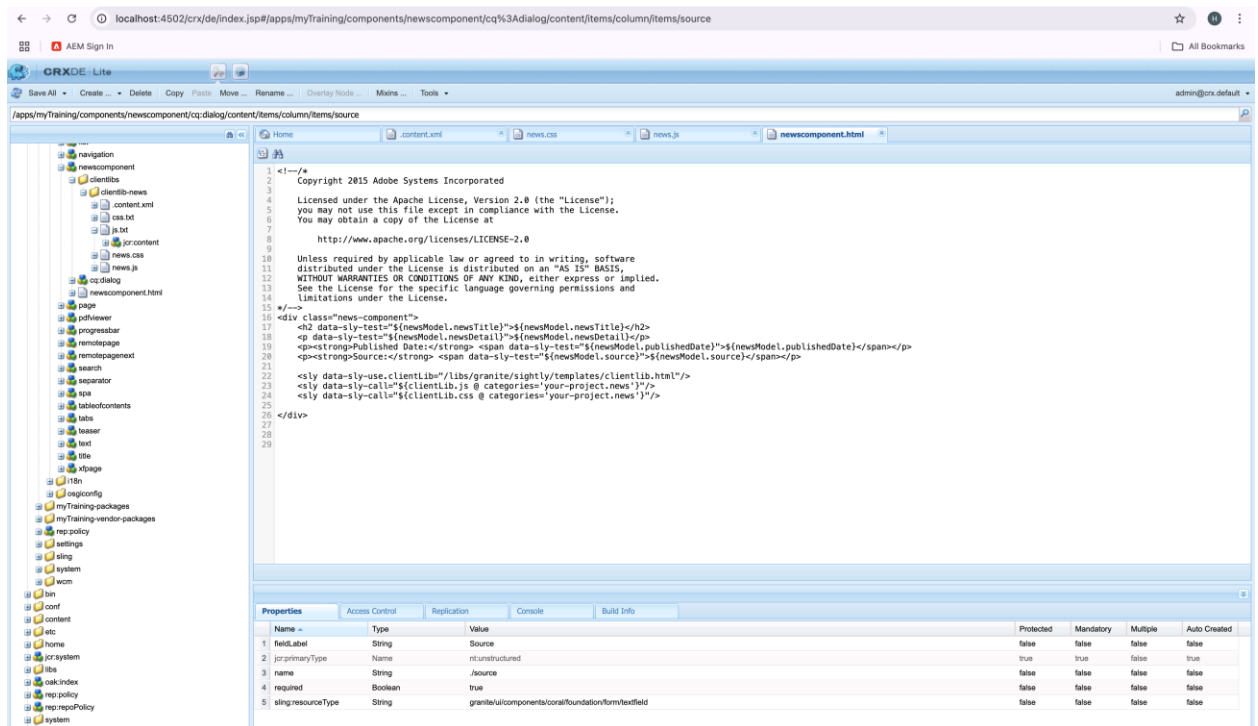 localhost:4502/crx/de/index.jsp#/apps/myTraining/components/newscomponent/cq%3Adialog/content/items/column/items/source
H
AEM Sign In
All Bookmarks
CRXDE Lite
Save All Create ... Delete Copy Paste Move ... Rename ... Overlay Node ... Mixins ... Tools
admin@crx.default
/apps/myTraining/components/newscomponent/cq:dialog/content/items/column/items/source
Home .content.xml news.css news.js newscomponent.html
navigation
newscomponent
clientlibs
clientlib-news
.content.xml
css.txt
js.txt
jcr:content
news.css
news.js
cq:dialog
newscomponent.html
page
pdfviewer
progressbar
remotepage
remotepagenext
search
separator
spa
tableofcontents
tabs
teaser
text
title
xfpage
i18n
osgiconfig
myTraining-packages
myTraining-vendor-packages
rep:policy
settings
sling
system
wcm
bin
conf
content
etc
home
jcr:system
libs
oak:index
rep:policy
rep:repoPolicy
system
1 <!--/*
2 Copyright 2015 Adobe Systems Incorporated
3
4 Licensed under the Apache License, Version 2.0 (the "License");
5 you may not use this file except in compliance with the License.
6 You may obtain a copy of the License at
7
8 http://www.apache.org/licenses/LICENSE-2.0
9
10 Unless required by applicable law or agreed to in writing, software
11 distributed under the License is distributed on an "AS IS" BASIS,
12 WITHOUT WARRANTIES OR CONDITIONS OF ANY KIND, either express or implied.
13 See the License for the specific language governing permissions and
14 limitations under the License.
15 */-->
16 <div class="news-component">
17 <h2 data-sly-test="${newsModel.newsTitle}">${newsModel.newsTitle}</h2>
18 <p data-sly-test="${newsModel.newsDetail}">${newsModel.newsDetail}</p>
19 <p><strong>Published Date:</strong> <span data-sly-test="${newsModel.publishedDate}">${newsModel.publishedDate}</span></p>
20 <p><strong>Source:</strong> <span data-sly-test="${newsModel.source}">${newsModel.source}</span></p>
21
22 <sly data-sly-use.clientLib="/libs/granite/sightly/templates/clientlib.html"/>
23 <sly data-sly-call="${clientLib.js @ categories='your-project.news'}"/>
24 <sly data-sly-call="${clientLib.css @ categories='your-project.news'}"/>
25
26 </div>
27
28
29
Properties Access Control Replication Console Build Info
Name Type Value Protected Mandatory Multiple Auto Created
1 fieldLabel String Source false false false false
2 jcr:primaryType Name nt:unstructured true true false true
3 name String ./source false false false false
4 required Boolean true false false false false
5 sling:resourceType String granite/ui/components/coral/foundation/form/textfield false false false false